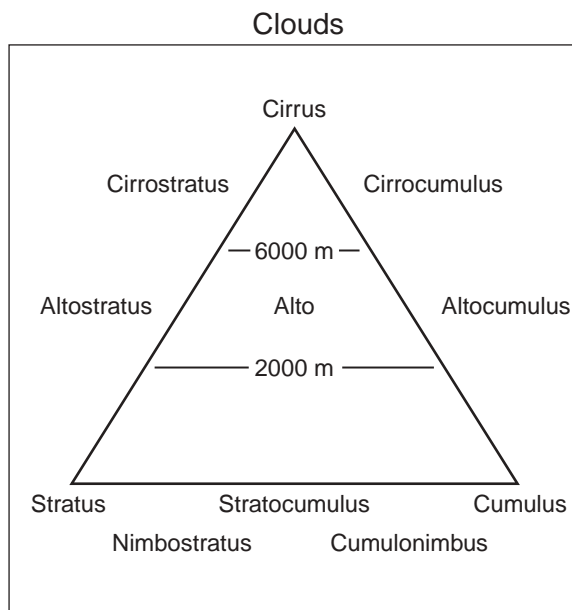 Clouds
Cirrus
Cirrostratus Cirrocumulus
6000 m
Altostratus Alto Altocumulus
2000 m
Stratus Stratocumulus Cumulus
Nimbostratus Cumulonimbus